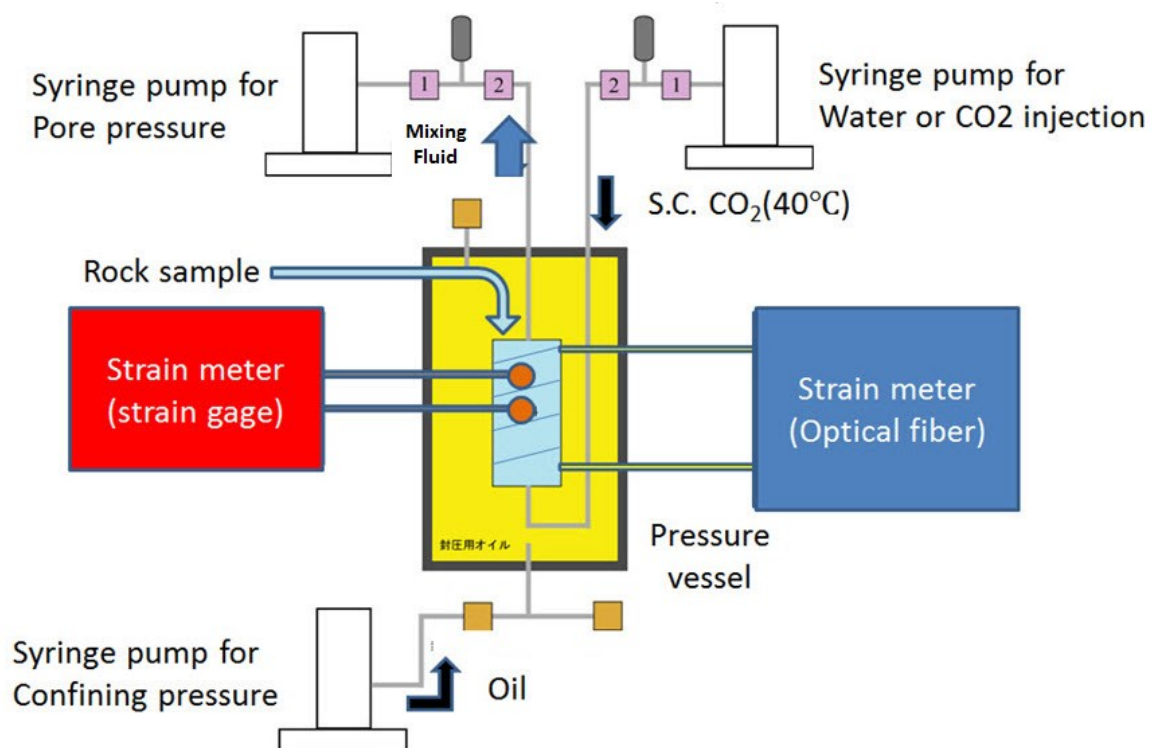 Syringe pump for
Pore pressure
1
2
Mixing
Fluid
2
1
Syringe pump for
Water or CO2 injection
S.C. CO₂(40℃)
Rock sample
Strain meter
(strain gage)
Strain meter
(Optical fiber)
封圧用オイル
Pressure
vessel
Syringe pump for
Confining pressure
Oil